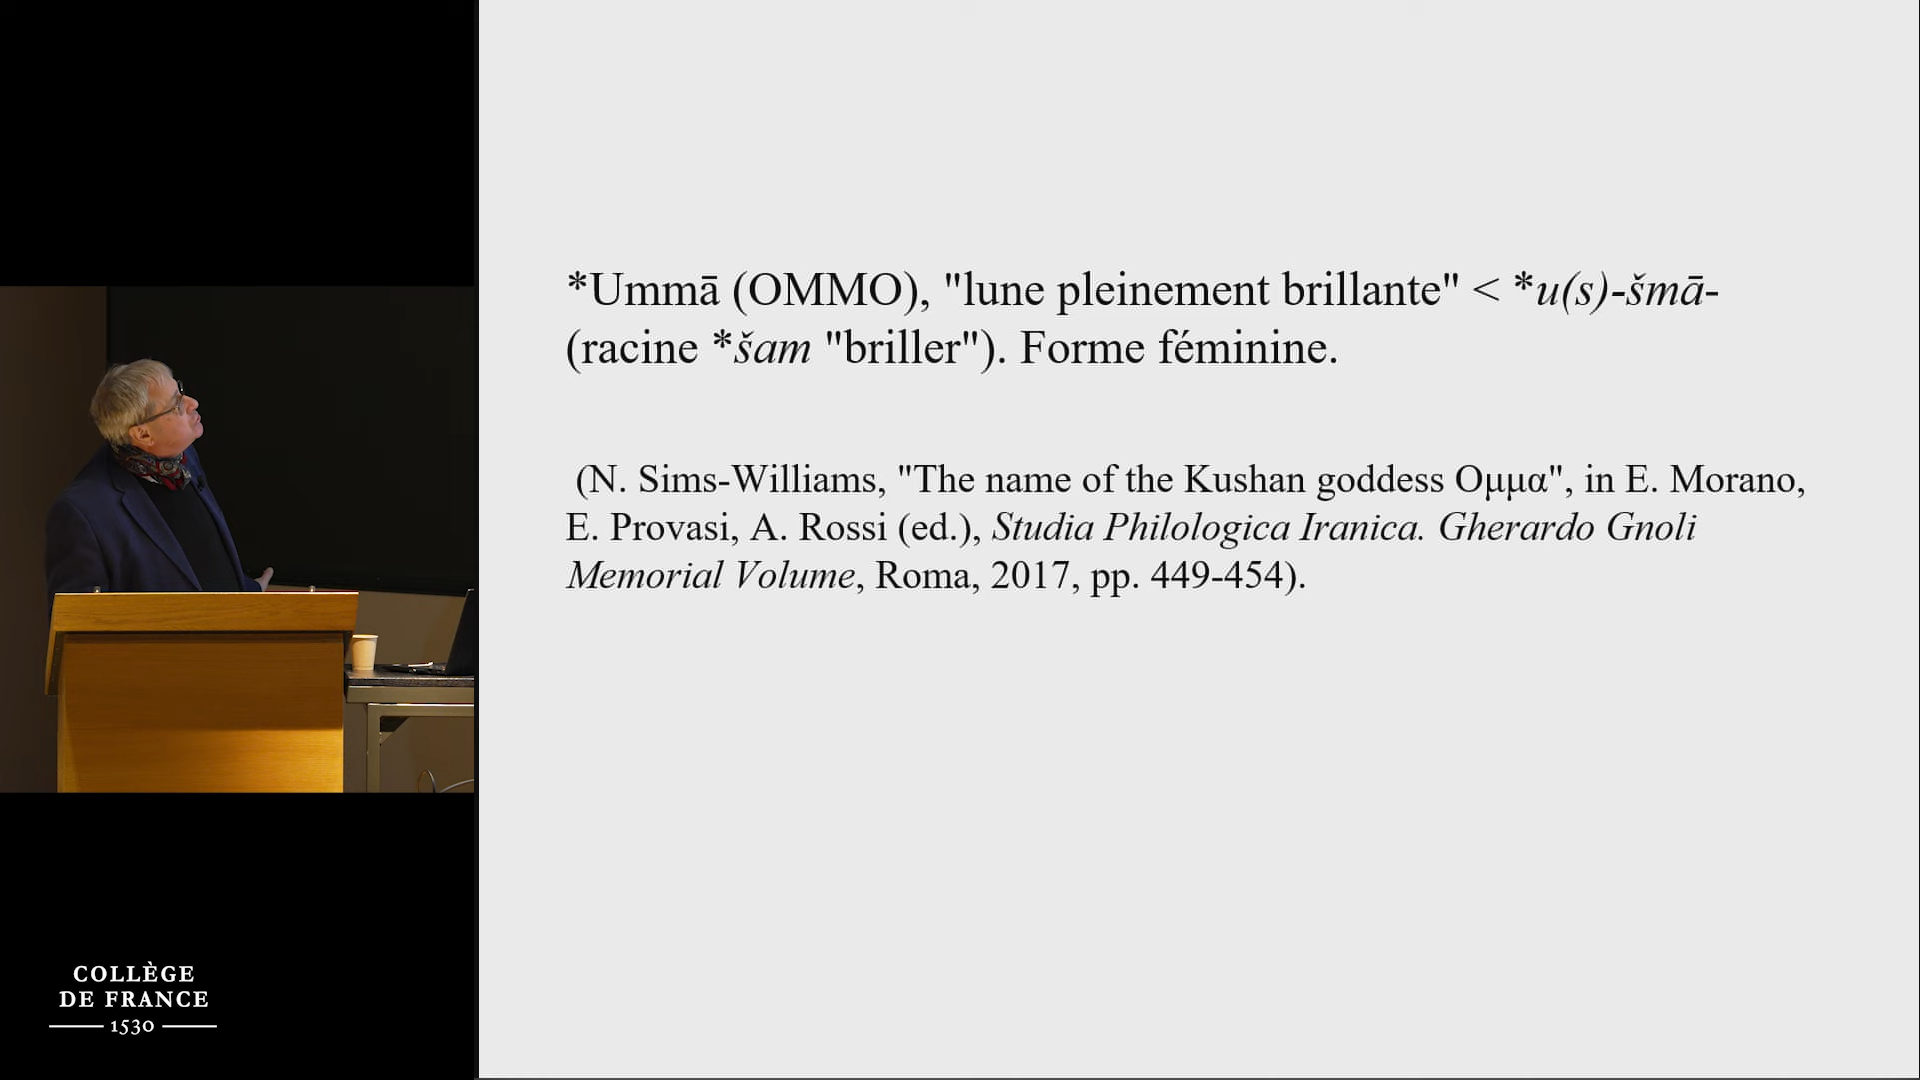 *Ummā (OMMO), "lune pleinement brillante" < *u(s)-šmā-
(racine *šam "briller"). Forme féminine.
(N. Sims-Williams, "The name of the Kushan goddess Ομμα", in E. Morano,
E. Provasi, A. Rossi (ed.), Studia Philologica Iranica. Gherardo Gnoli
Memorial Volume, Roma, 2017, pp. 449-454).
COLLÈGE
DE FRANCE
1530